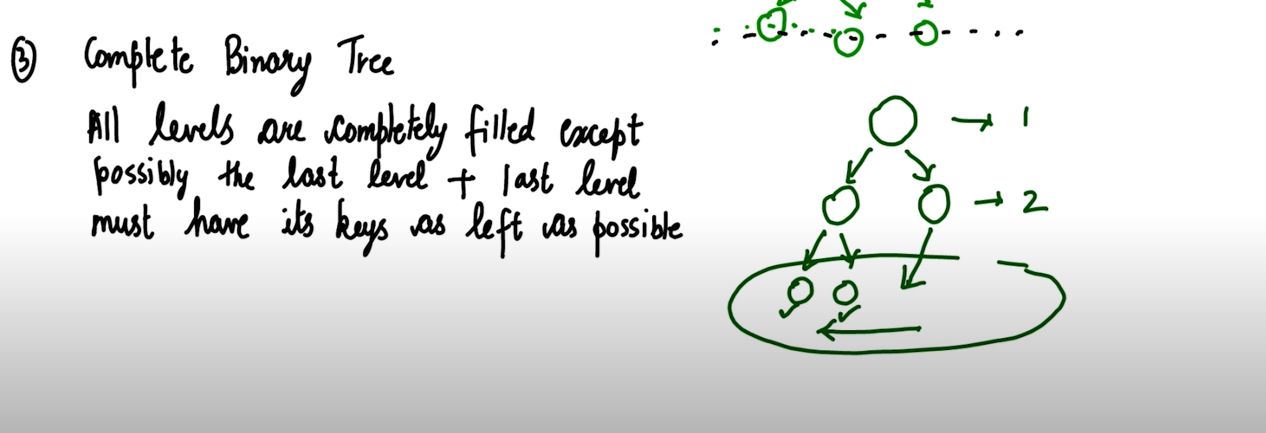 ③ Complete Binary Tree
All levels are completely filled except
possibly the last level + last level
must have its keys as left as possible
→ 1
→ 2